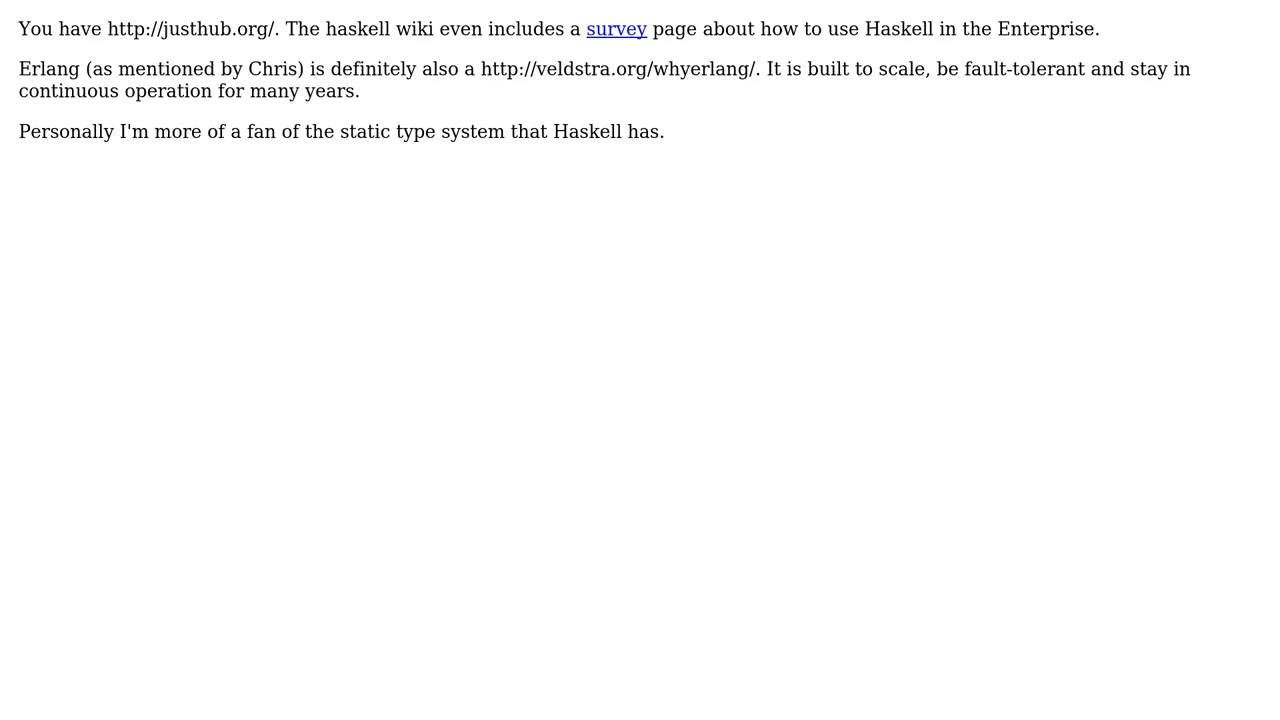 You have http://justhub.org/. The haskell wiki even includes a survey page about how to use Haskell in the Enterprise.
Erlang (as mentioned by Chris) is definitely also a http://veldstra.org/whyerlang/. It is built to scale, be fault-tolerant and stay in
continuous operation for many years.
Personally I'm more of a fan of the static type system that Haskell has.